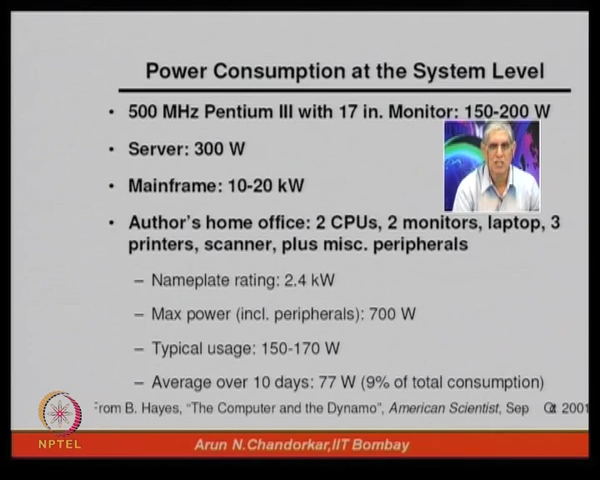 Power Consumption at the System Level
• 500 MHz Pentium III with 17 in. Monitor: 150-200 W
• Server: 300 W
• Mainframe: 10-20 kW
• Author's home office: 2 CPUs, 2 monitors, laptop, 3
printers, scanner, plus misc. peripherals
– Nameplate rating: 2.4 kW
– Max power (incl. peripherals): 700 W
– Typical usage: 150-170 W
– Average over 10 days: 77 W (9% of total consumption)
From B. Hayes, "The Computer and the Dynamo", American Scientist, Sep 2001
NPTEL
Arun N.Chandorkar,IIT Bombay